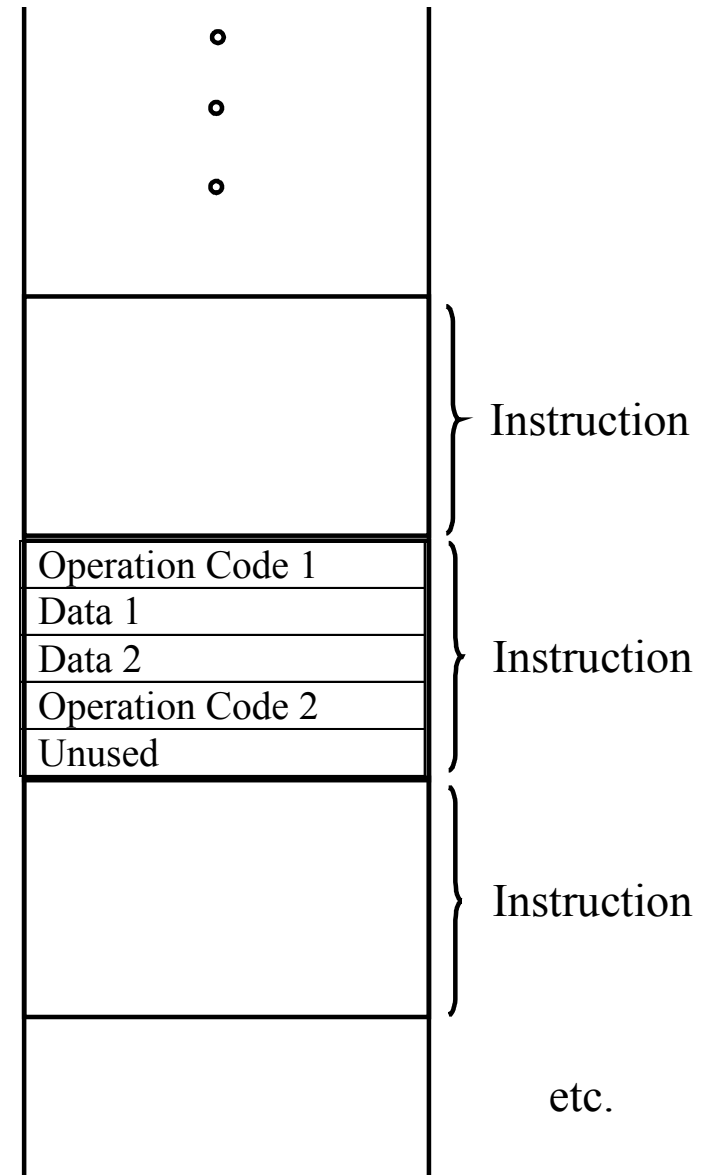 Instruction
Operation Code 1
Data 1
Data 2
Operation Code 2
Unused
Instruction
Instruction
etc.